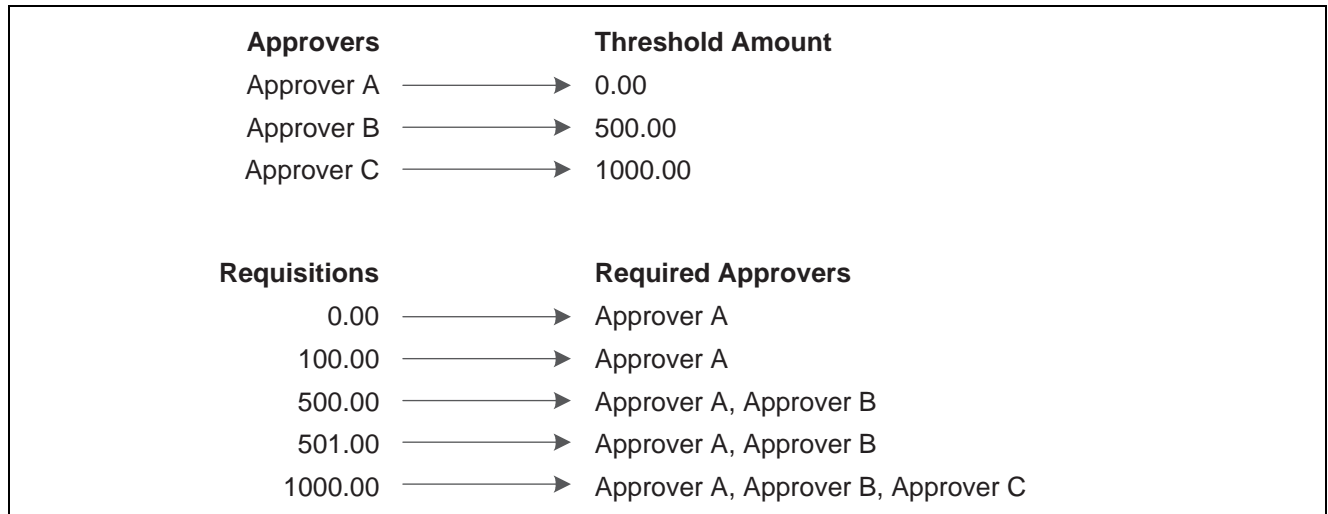 Approvers Threshold Amount
Approver A 0.00
Approver B 500.00
Approver C 1000.00
Requisitions Required Approvers
0.00 Approver A
100.00 Approver A
500.00 Approver A, Approver B
501.00 Approver A, Approver B
1000.00 Approver A, Approver B, Approver C